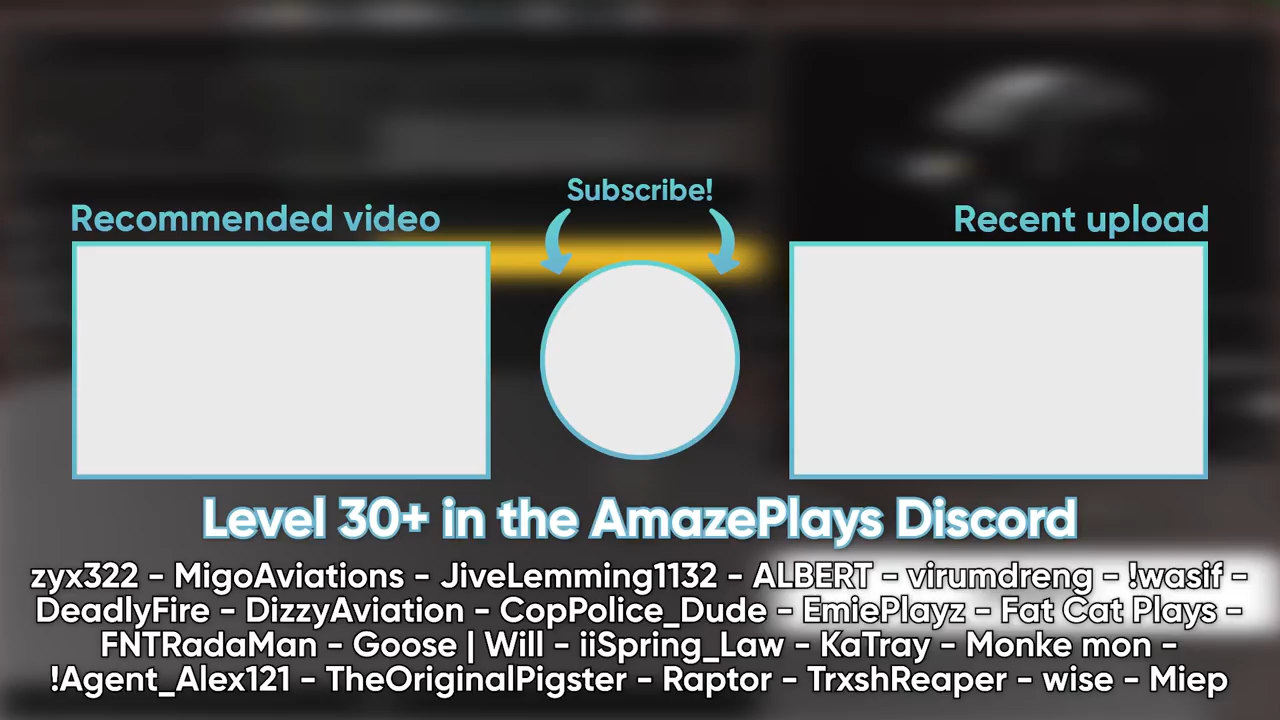 Subscribe!
Recommended video
Recent upload
Level 30+ in the AmazePlays Discord
zyx322 - MigoAviations - JiveLemming1132 - ALBERT - virumdreng - !wasif -
DeadlyFire - DizzyAviation - CopPolice_Dude - EmiePlayz - Fat Cat Plays -
FNTRadaMan - Goose | Will - iiSpring_Law - KaTray - Monke mon -
!Agent_Alex121 - TheOriginalPigster - Raptor - TrxshReaper - wise - Miep